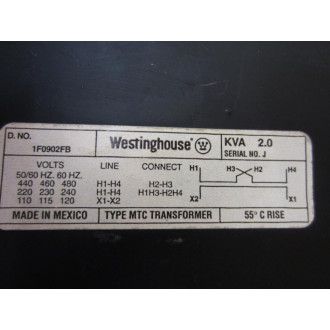 D. NO.
1F0902FB
Westinghouse W
KVA 2.0
SERIAL NO. J
VOLTS LINE CONNECT
50/60 HZ. 60 HZ.
440 460 480 H1-H4 H2-H3
220 230 240 H1-H4 H1H3-H2H4
110 115 120 X1-X2
H1 H3 H2 H4
X2 X1
MADE IN MEXICO TYPE MTC TRANSFORMER 55° C RISE